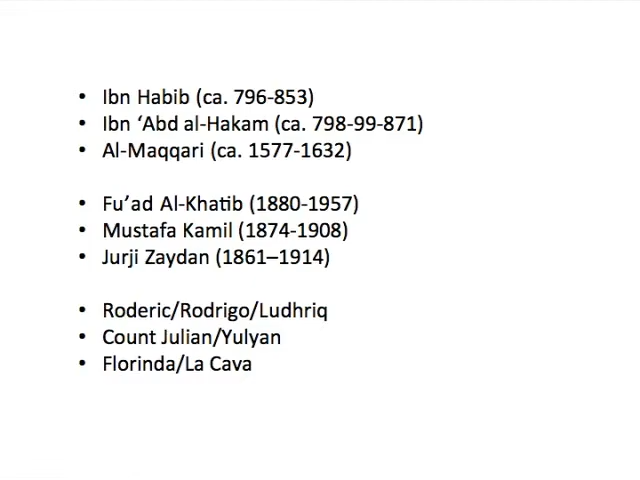 • Ibn Habib (ca. 796-853)
• Ibn ‘Abd al-Hakam (ca. 798-99-871)
• Al-Maqqari (ca. 1577-1632)
• Fu’ad Al-Khatib (1880-1957)
• Mustafa Kamil (1874-1908)
• Jurji Zaydan (1861–1914)
• Roderic/Rodrigo/Ludhriq
• Count Julian/Yulyan
• Florinda/La Cava